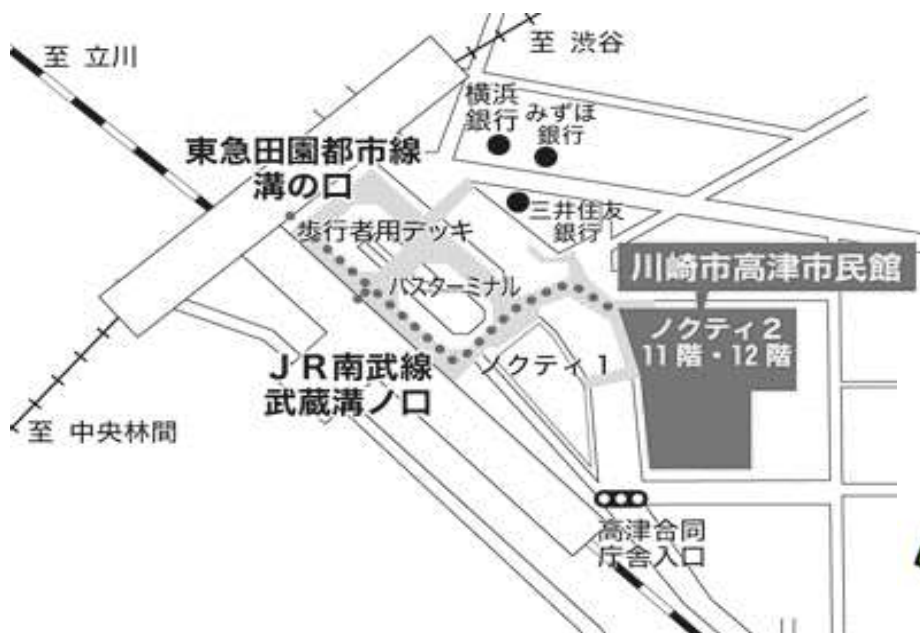 至 立川
至 渋谷
横浜
銀行
みずほ
銀行
東急田園都市線
溝の口
三井住友
銀行
歩行者用デッキ
川崎市高津市民館
バスターミナル
ノクティ2
11階・12階
ノクティ1
JR南武線
武蔵溝ノ口
至 中央林間
高津合同
庁舎入口